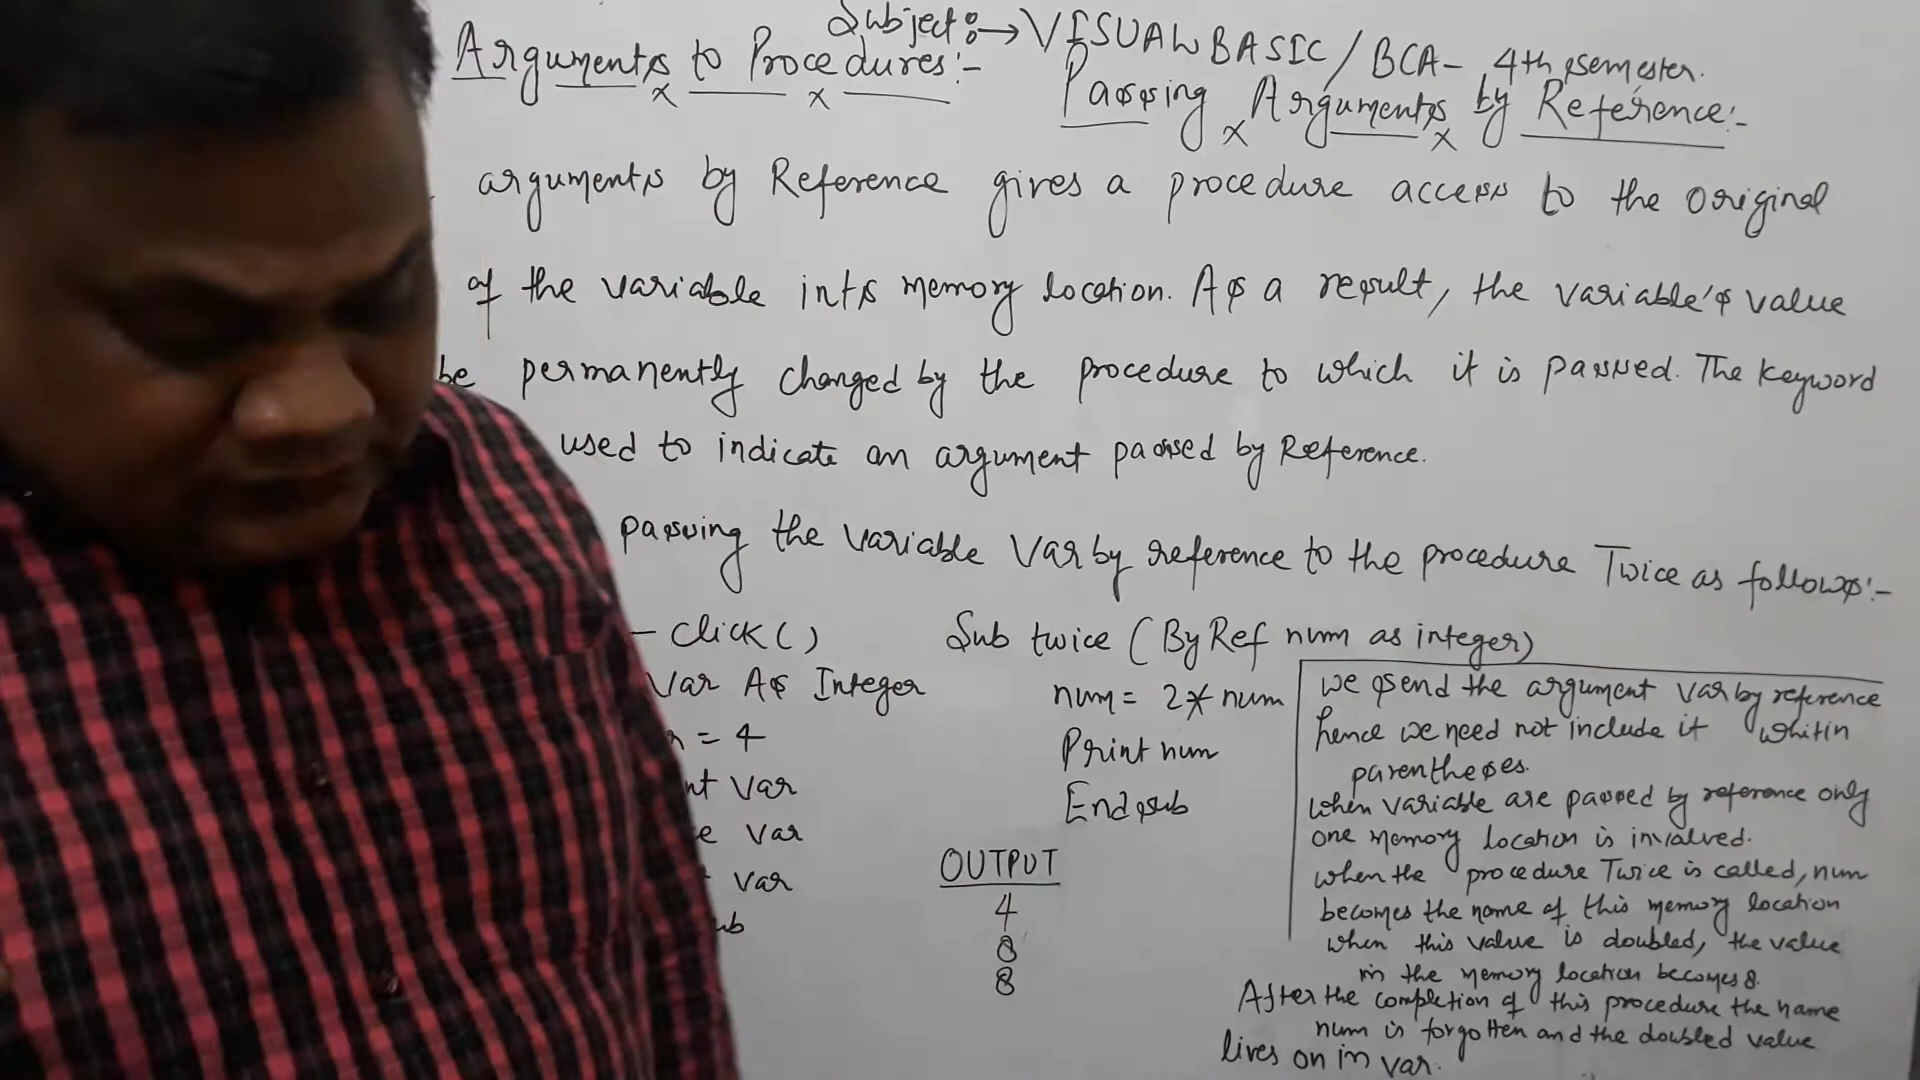 Subject:→ VISUAL BASIC / BCA- 4th semester.
Arguments to Procedures:-
Passing Arguments by Reference:-
arguments by Reference gives a procedure access to the original
of the variable ints memory location. As a result, the variable's value
be permanently changed by the procedure to which it is passed. The keyword
used to indicate an argument passed by Reference.
passing the variable Var by reference to the procedure Twice as follows:-
- Click()
Var As Integer
= 4
nt Var
e Var
var
ub
Sub twice (ByRef num as integer)
num = 2* num
Print num
End sub
OUTPUT
4
8
8
we send the argument var by reference
hence we need not include it whitin
parentheses.
when variable are passed by reference only
one memory location is invalved.
when the procedure Twice is called, num
becomes the name of this memory location
when this value is doubled, the value
in the memory location becomes 8.
After the completion of this procedure the name
num is forgotten and the doubled value
lives on in var.